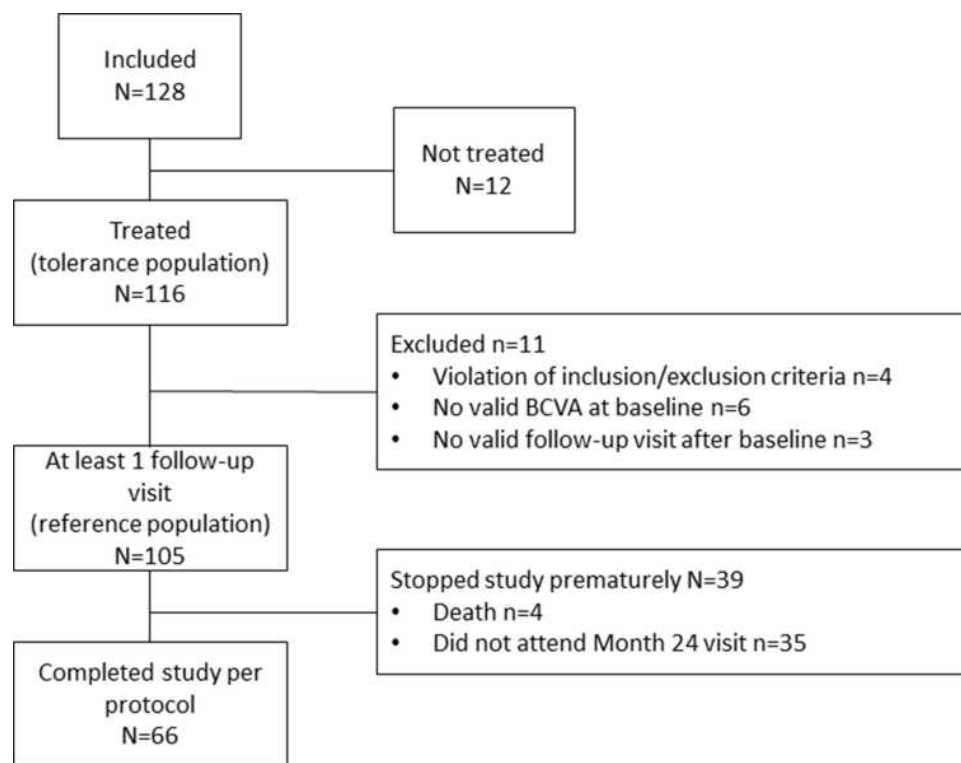 Included
N=128
Not treated
N=12
Treated
(tolerance population)
N=116
Excluded n=11
• Violation of inclusion/exclusion criteria n=4
• No valid BCVA at baseline n=6
• No valid follow-up visit after baseline n=3
At least 1 follow-up
visit
(reference population)
N=105
Stopped study prematurely N=39
• Death n=4
• Did not attend Month 24 visit n=35
Completed study per
protocol
N=66